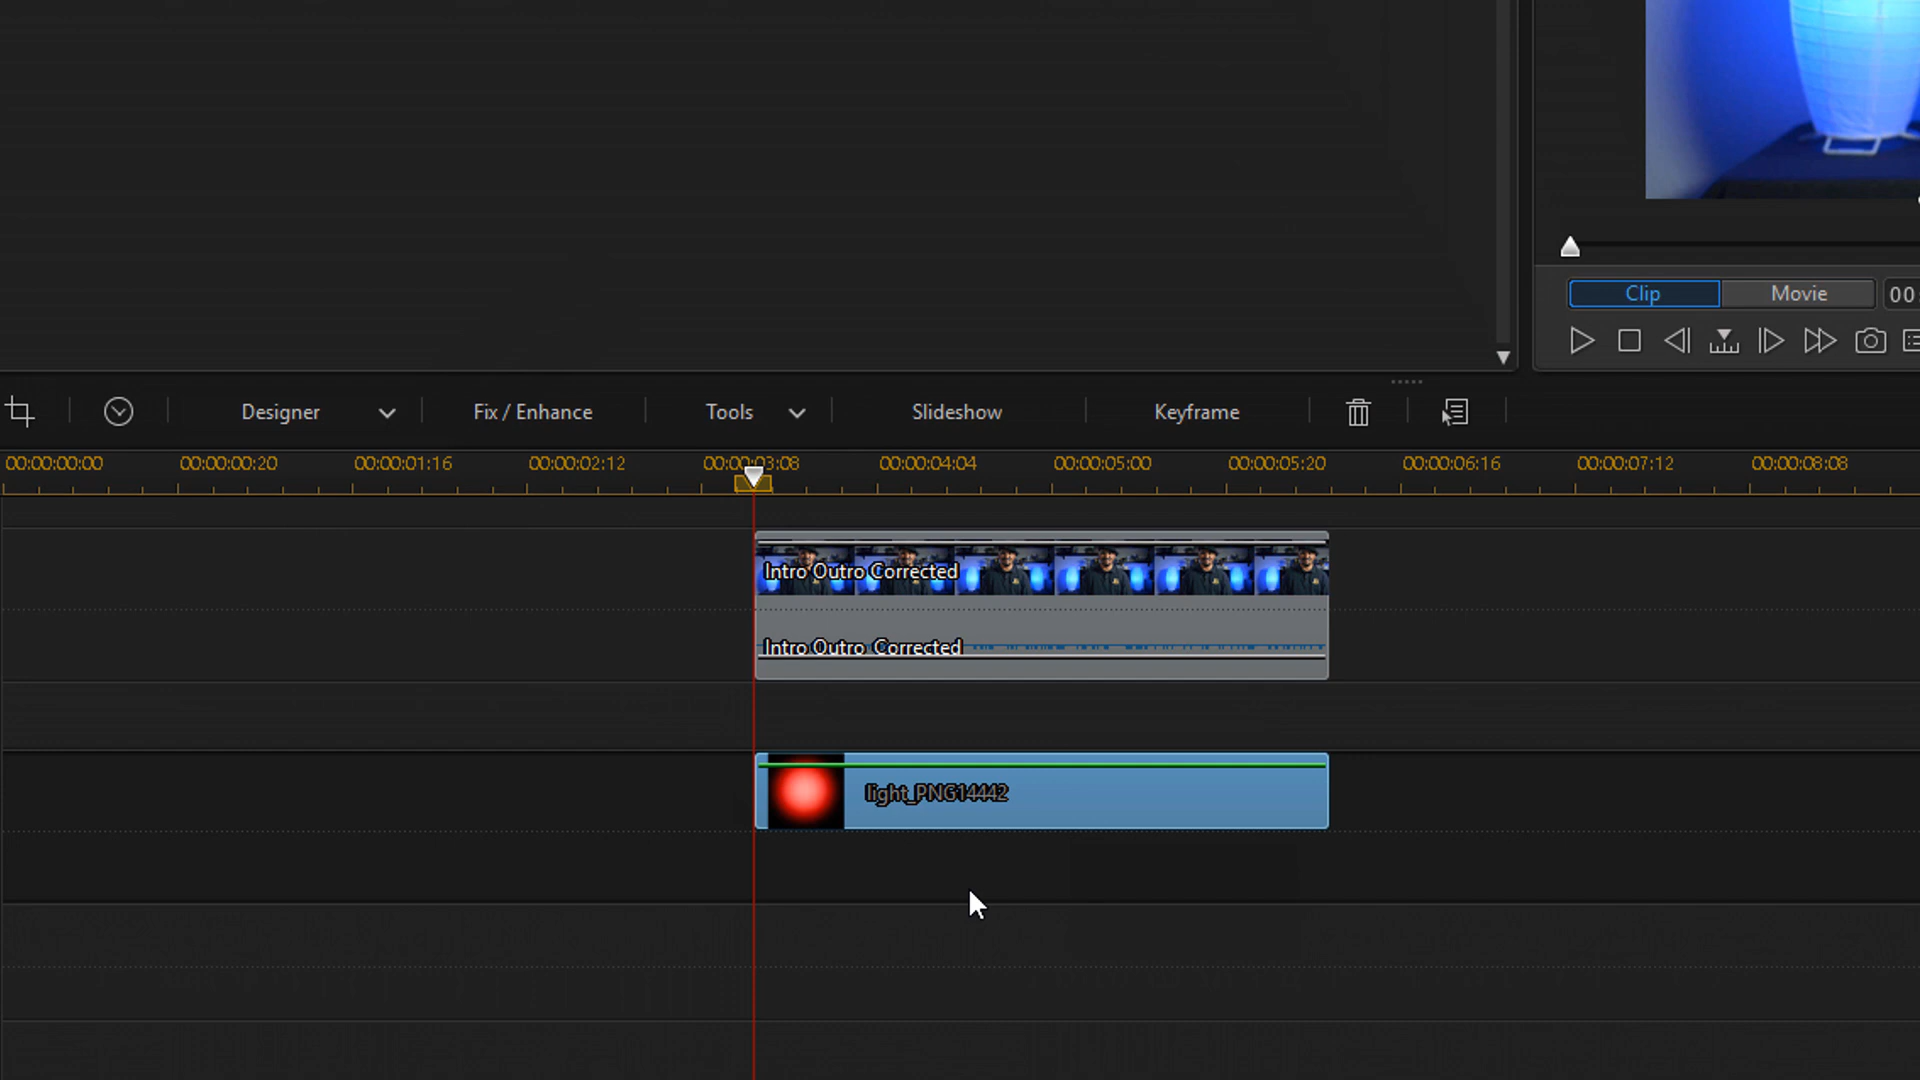 Clip
Movie
00
Designer
Fix / Enhance
Tools
Slideshow
Keyframe
00:00:00:00
00:00:00:20
00:00:01:16
00:00:02:12
00:00:03:08
00:00:04:04
00:00:05:00
00:00:05:20
00:00:06:16
00:00:07:12
00:00:08:08
Intro Outro Corrected
Intro Outro Corrected
light_PNG14442